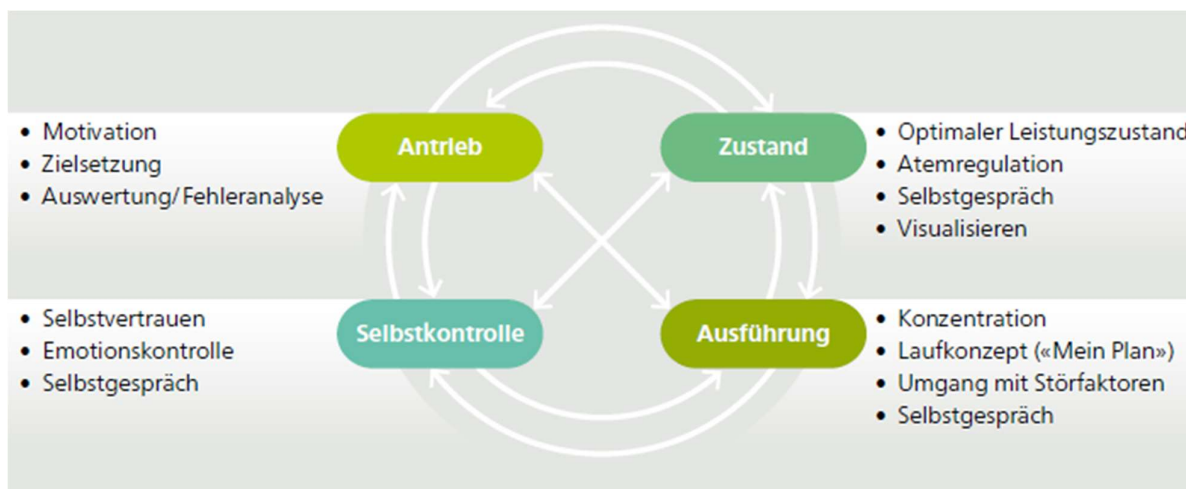 Antrieb
• Motivation
• Zielsetzung
• Auswertung/Fehleranalyse
Zustand
• Optimaler Leistungszustand
• Atemregulation
• Selbstgespräch
• Visualisieren
Selbstkontrolle
• Selbstvertrauen
• Emotionskontrolle
• Selbstgespräch
Ausführung
• Konzentration
• Laufkonzept («Mein Plan»)
• Umgang mit Störfaktoren
• Selbstgespräch